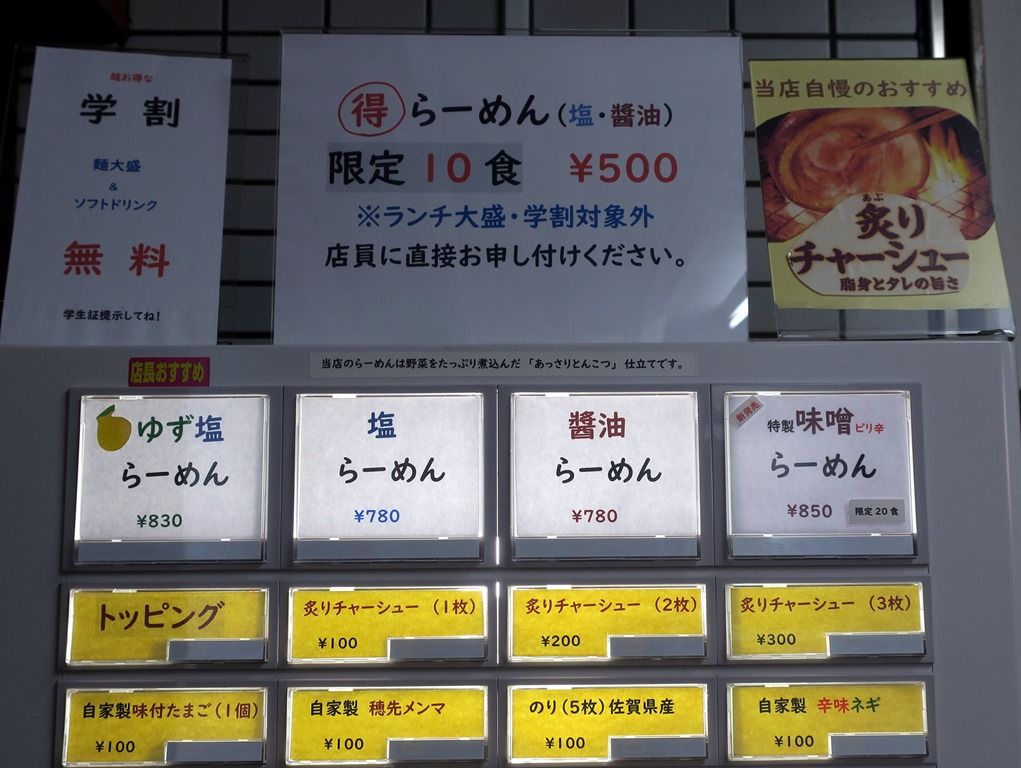 超お得な
学割
麺大盛
&
ソフトドリンク
無料
学生証提示してね!
得らーめん(塩・醬油)
限定10食 ¥500
※ランチ大盛・学割対象外
店員に直接お申し付けください。
当店自慢のおすすめ
あぶ
炙り
チャーシュー
脂身とタレの旨さ
店長おすすめ
当店のらーめんは野菜をたっぷり煮込んだ「あっさりとんこつ」仕立てです。
ゆず塩
らーめん
¥830
塩
らーめん
¥780
醬油
らーめん
¥780
新発売
特製味噌ピリ辛
らーめん
¥850 限定20食
トッピング
炙りチャーシュー(1枚)
¥100
炙りチャーシュー(2枚)
¥200
炙りチャーシュー(3枚)
¥300
自家製味付たまご(1個)
¥100
自家製 穂先メンマ
¥100
のり(5枚)佐賀県産
¥100
自家製 辛味ネギ
¥100